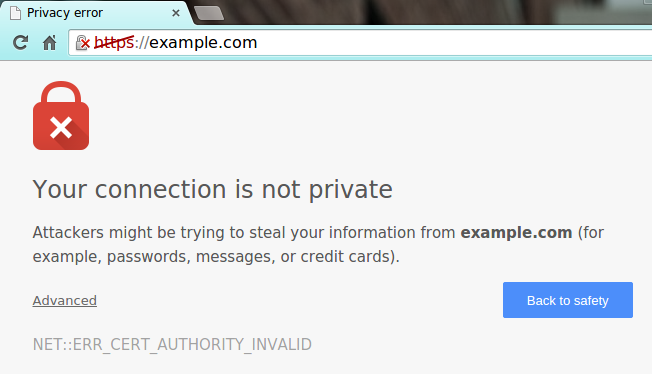 Privacy error
https://example.com
Your connection is not private
Attackers might be trying to steal your information from example.com (for
example, passwords, messages, or credit cards).
Advanced
Back to safety
NET::ERR_CERT_AUTHORITY_INVALID